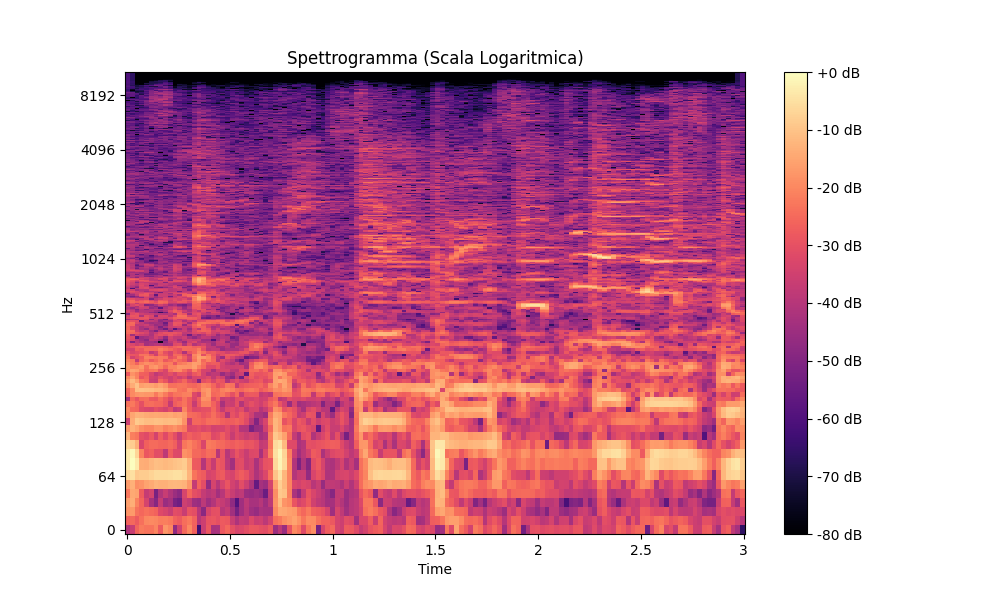 Spettrogramma (Scala Logaritmica)
8192
4096
2048
1024
512
256
128
64
0
Hz
0 0.5 1 1.5 2 2.5 3
Time
+0 dB
-10 dB
-20 dB
-30 dB
-40 dB
-50 dB
-60 dB
-70 dB
-80 dB